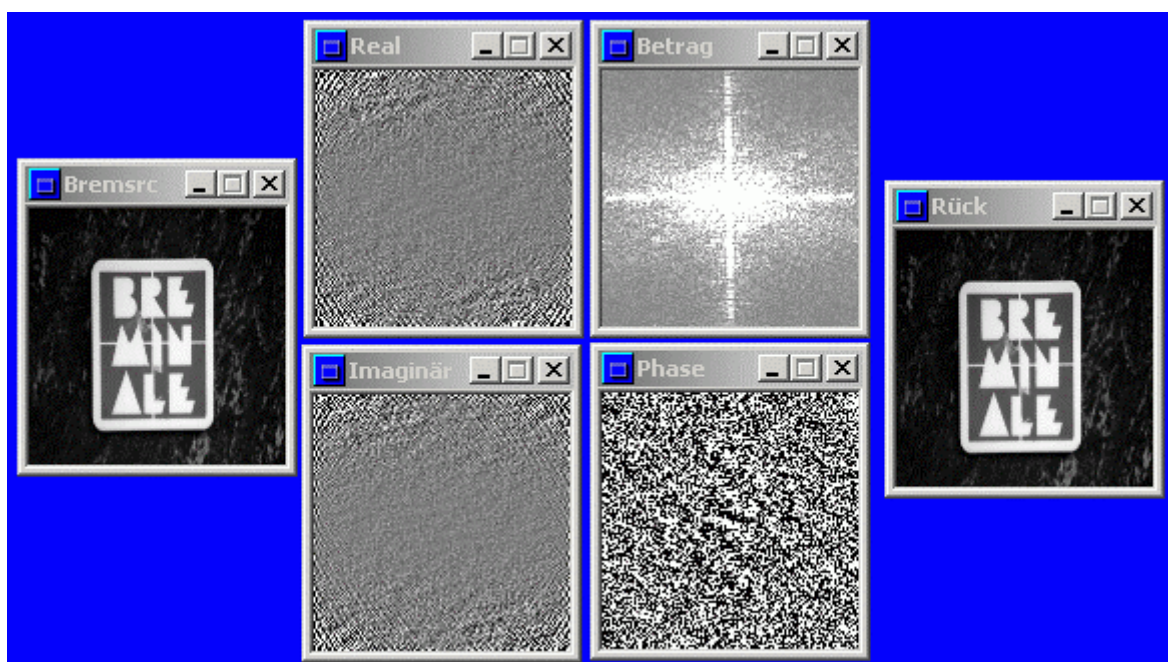 Real
Betrag
Bremsrc
BRE
MIN
ALE
Rück
BRE
MIN
ALE
Imaginär
Phase